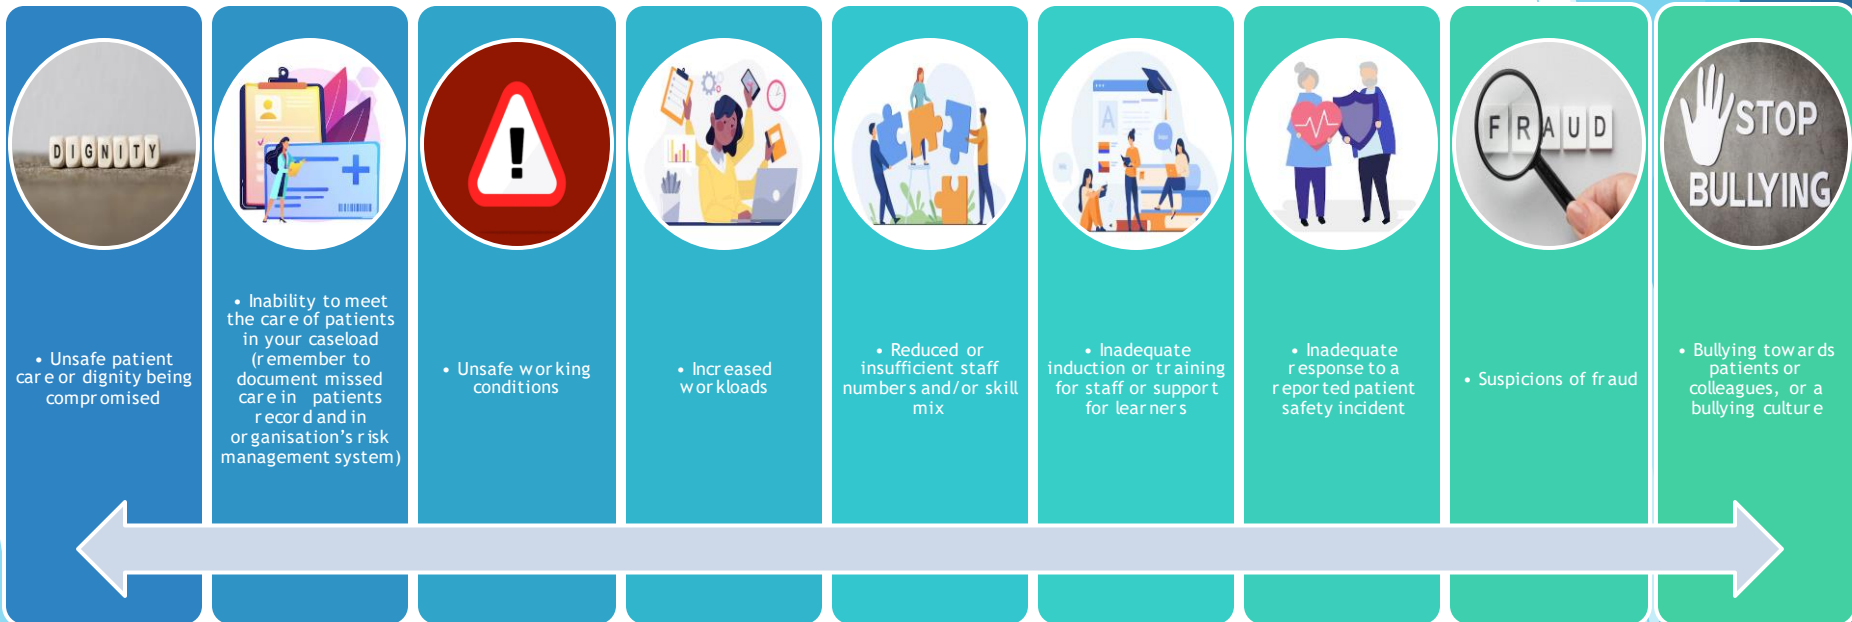 DIGNITY
• Unsafe patient
care or dignity being
compromised
• Inability to meet
the care of patients
in your caseload
(remember to
document missed
care in patients
record and in
organisation's risk
management system)
!
• Unsafe working
conditions
• Increased
workloads
• Reduced or
insufficient staff
numbers and/or skill
mix
A
• Inadequate
induction or training
for staff or support
for learners
• Inadequate
response to a
reported patient
safety incident
FRAUD
• Suspicions of fraud
STOP
BULLYING
• Bullying towards
patients or
colleagues, or a
bullying culture